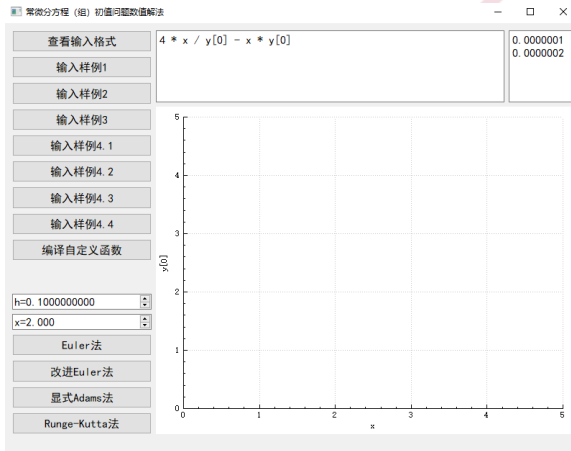 常微分方程（组）初值问题数值解法
查看输入格式
输入样例1
输入样例2
输入样例3
输入样例4.1
输入样例4.2
输入样例4.3
输入样例4.4
编译自定义函数
h=0.1000000000
x=2.000
Euler法
改进Euler法
显式Adams法
Runge-Kutta法
4 * x / y[0] - x * y[0]
0.0000001
0.0000002
5
4
3
2
1
0
y[0]
0 1 2 3 4 5
x